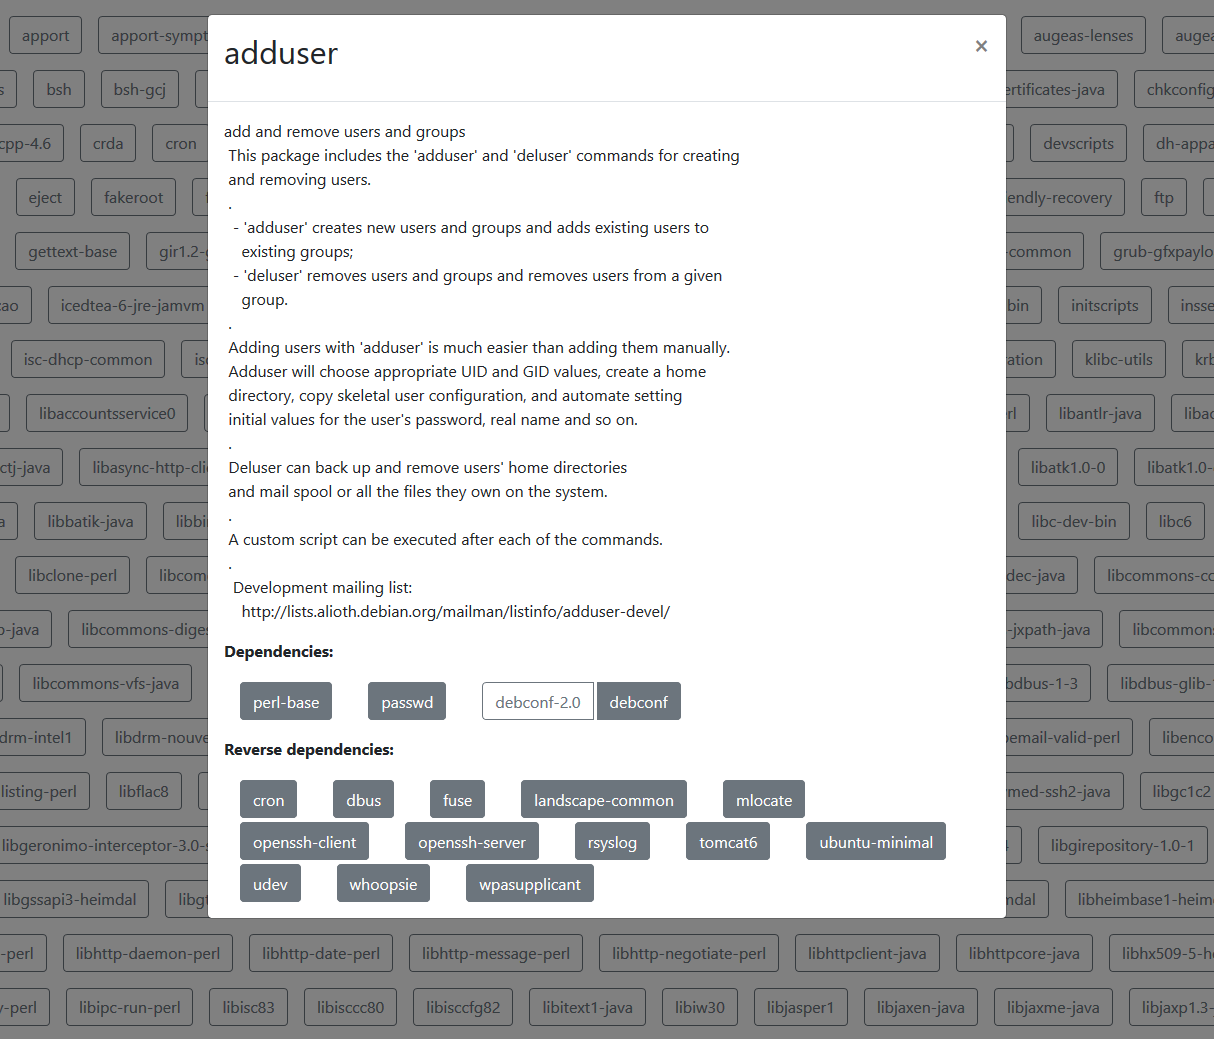 apport
apport-sympt
adduser
×
augeas-lenses
augea
s
bsh
bsh-gcj
ertificates-java
chkconfig
cpp-4.6
crda
cron
devscripts
dh-appa
eject
fakeroot
endly-recovery
ftp
gettext-base
gir1.2-g
-common
grub-gfxpaylo
cao
icedtea-6-jre-jamvm
bin
initscripts
insse
isc-dhcp-common
isc
ration
klibc-utils
krb
libaccountsservice0
rl
libantlr-java
libac
ctj-java
libasync-http-cli
libatk1.0-0
libatk1.0-
a
libbatik-java
libbin
libc-dev-bin
libc6
libclone-perl
libcom
dec-java
libcommons-co
o-java
libcommons-diges
-jxpath-java
libcommons
libcommons-vfs-java
bdbus-1-3
libdbus-glib-1
drm-intel1
libdrm-nouve
email-valid-perl
libenco
listing-perl
libflac8
med-ssh2-java
libgc1c2
libgeronimo-interceptor-3.0-s
libgirepository-1.0-1
libgssapi3-heimdal
libgt
mdal
libheimbase1-heim
add and remove users and groups
This package includes the 'adduser' and 'deluser' commands for creating
and removing users.
.
- 'adduser' creates new users and groups and adds existing users to
existing groups;
- 'deluser' removes users and groups and removes users from a given
group.
.
Adding users with 'adduser' is much easier than adding them manually.
Adduser will choose appropriate UID and GID values, create a home
directory, copy skeletal user configuration, and automate setting
initial values for the user's password, real name and so on.
.
Deluser can back up and remove users' home directories
and mail spool or all the files they own on the system.
.
A custom script can be executed after each of the commands.
.
Development mailing list:
http://lists.alioth.debian.org/mailman/listinfo/adduser-devel/
Dependencies:
perl-base passwd debconf-2.0 debconf
Reverse dependencies:
cron dbus fuse landscape-common mlocate
openssh-client openssh-server rsyslog tomcat6 ubuntu-minimal
udev whoopsie wpasupplicant
-perl libhttp-daemon-perl libhttp-date-perl libhttp-message-perl libhttp-negotiate-perl libhttpclient-java libhttpcore-java libhx509-5-he
y-perl libipc-run-perl libisc83 libisccc80 libisccfg82 libitext1-java libiw30 libjasper1 libjaxen-java libjaxme-java libjaxp1.3-